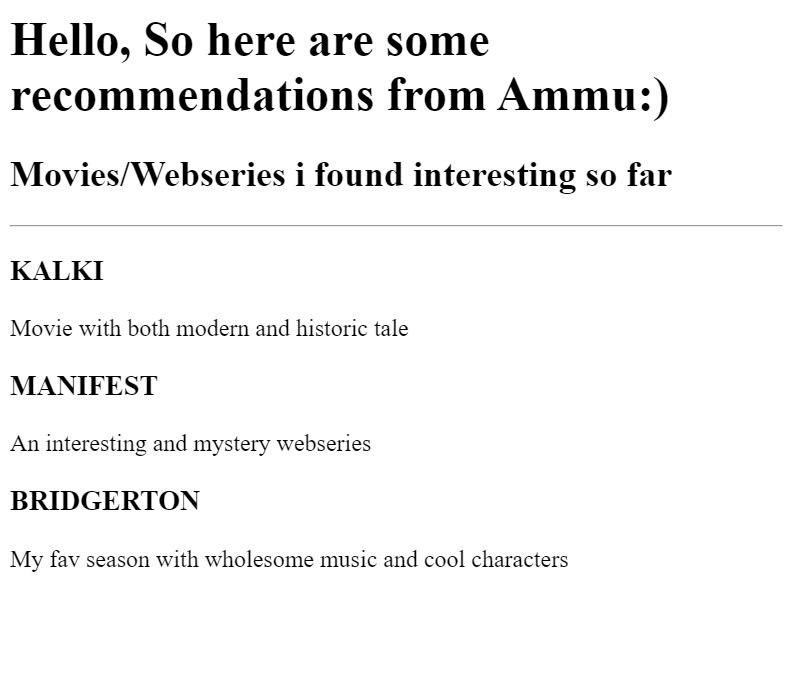 Hello, So here are some
recommendations from Ammu:)
Movies/Webseries i found interesting so far
KALKI
Movie with both modern and historic tale
MANIFEST
An interesting and mystery webseries
BRIDGERTON
My fav season with wholesome music and cool characters